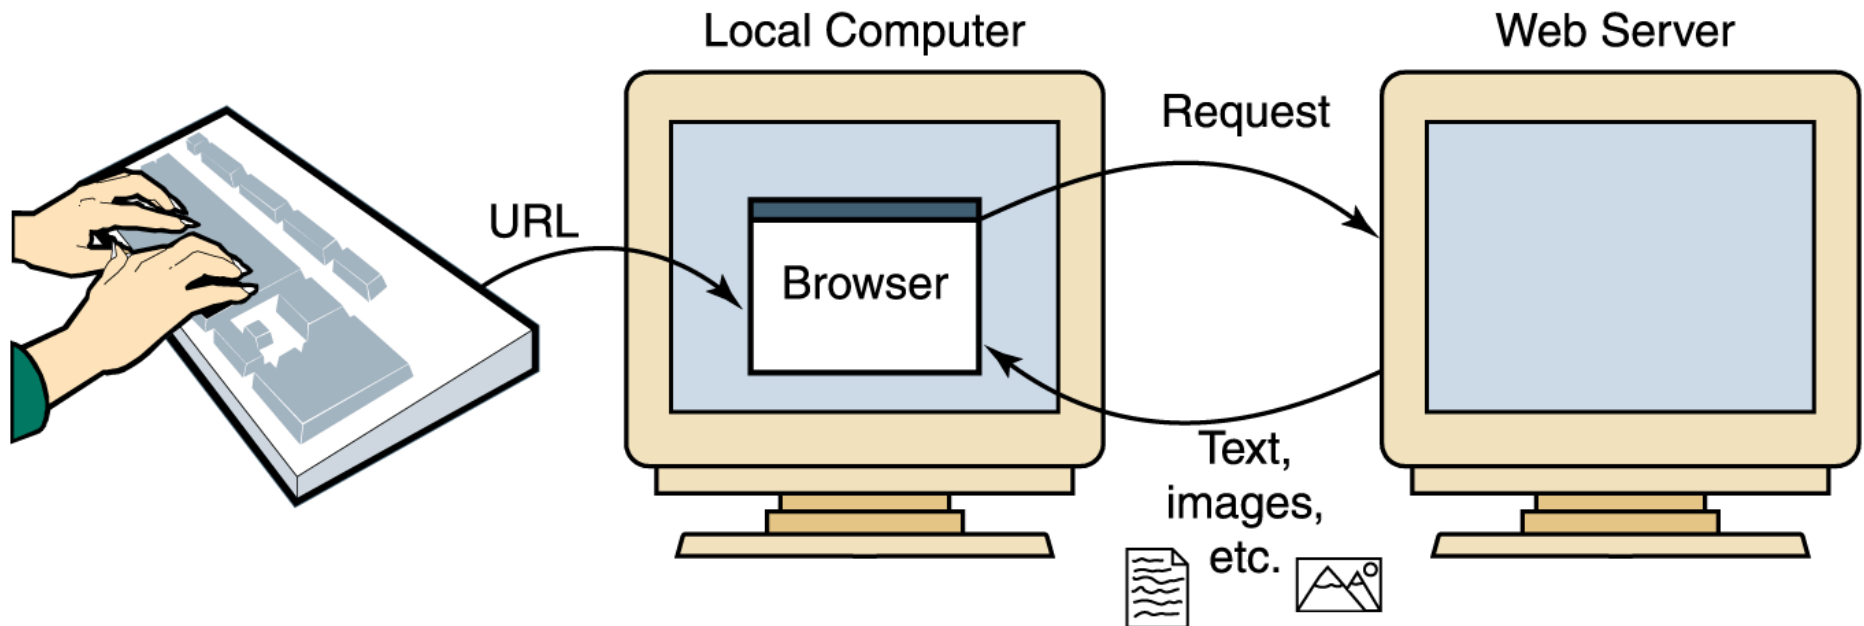 Local Computer
Web Server
Request
URL
Browser
Text,
images,
etc.